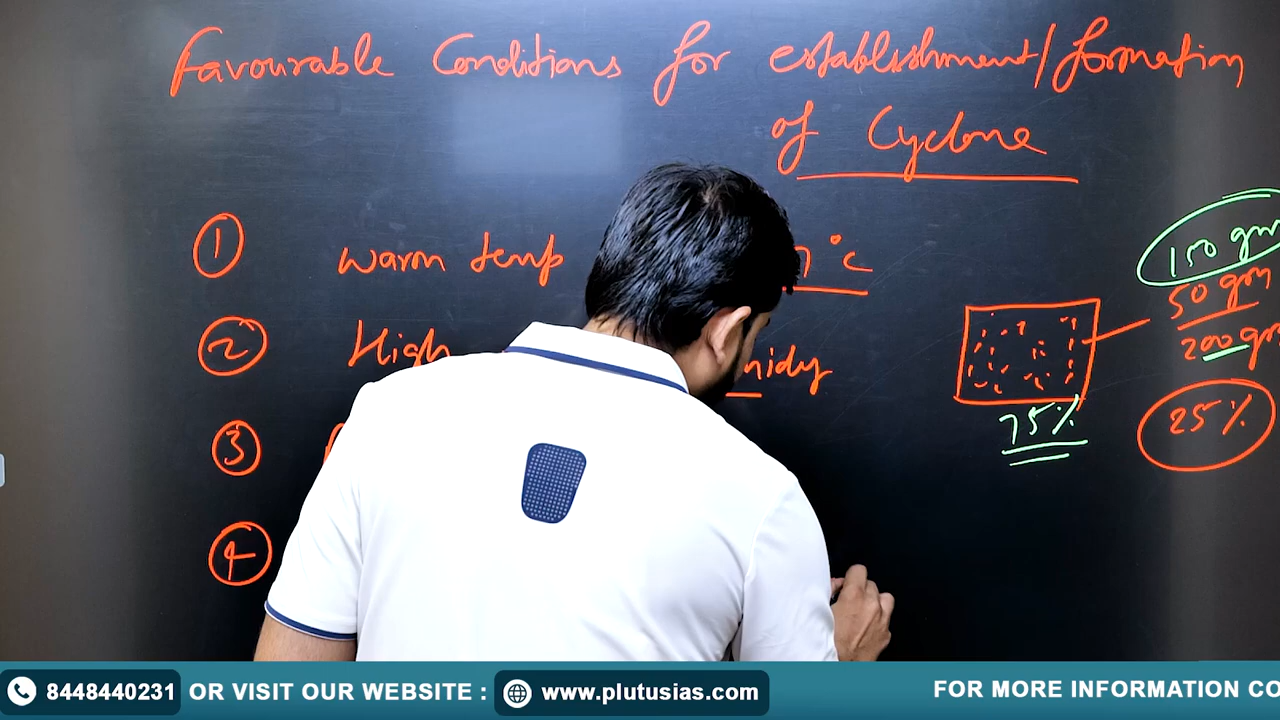 Favourable Conditions for establishment/formation
of Cyclone
1 warm temp 7°c
2 High nidy
3
4
150 gm
50 gm
200 gm
75%
25%
8448440231 OR VISIT OUR WEBSITE : www.plutusias.com FOR MORE INFORMATION CO